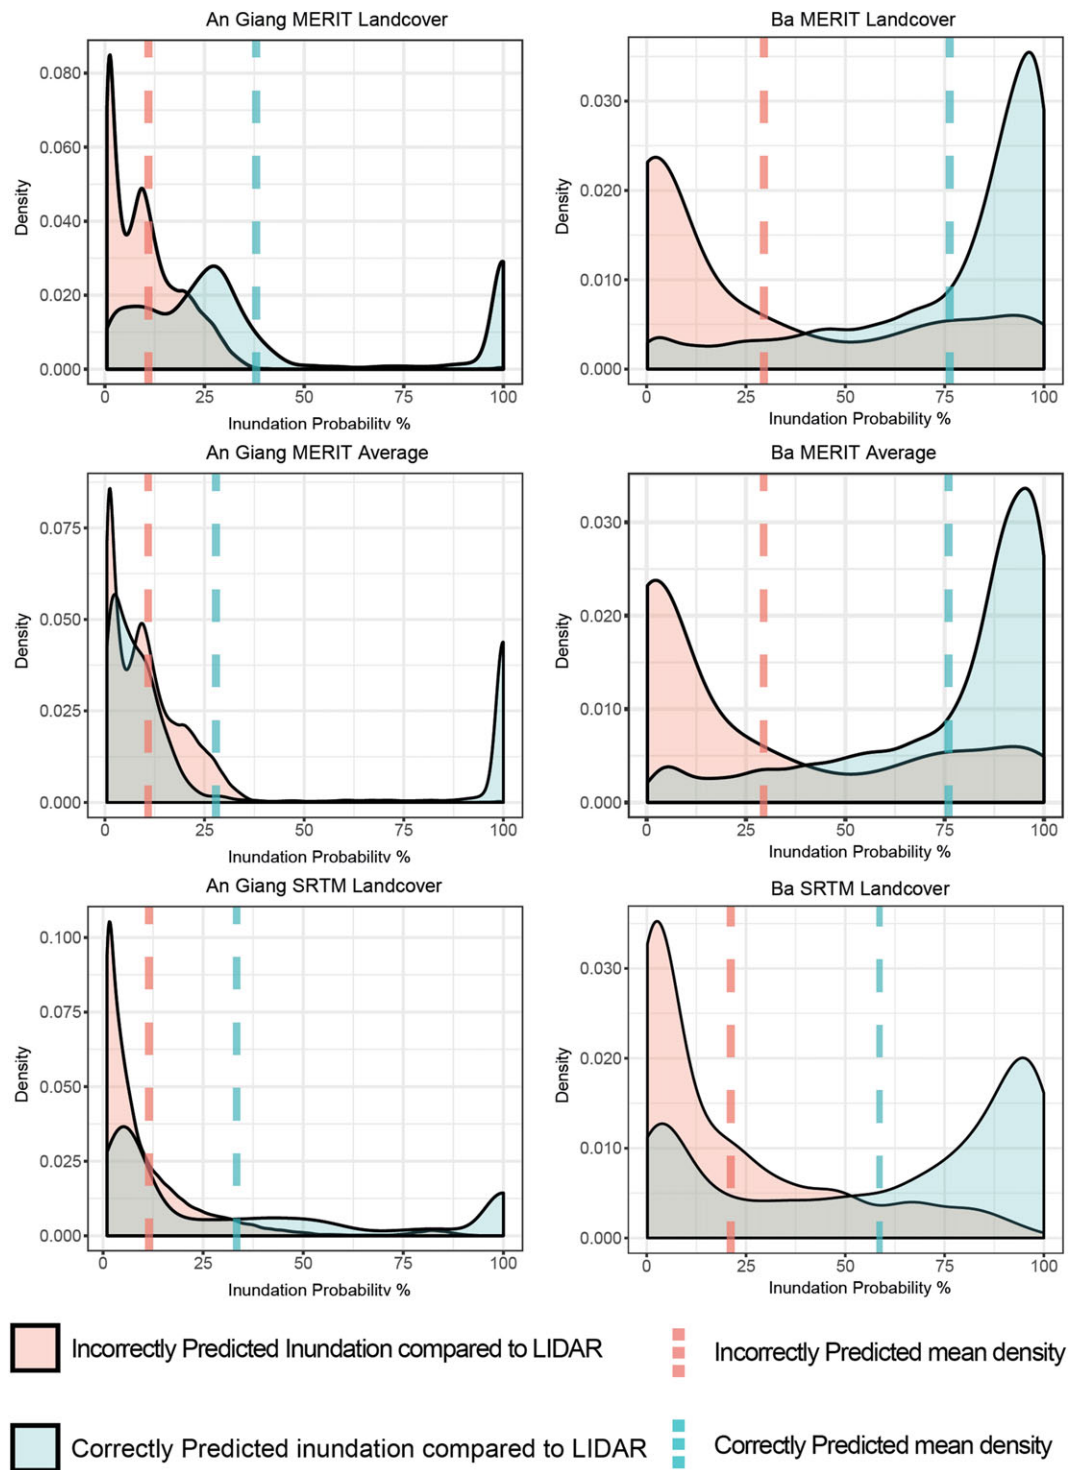 An Giang MERIT Landcover
Ba MERIT Landcover
Density
0.080
0.060
0.040
0.020
0.000
0 25 50 75 100
Inundation Probability %
Density
0.030
0.020
0.010
0.000
0 25 50 75 100
Inundation Probability %
An Giang MERIT Average
Ba MERIT Average
Density
0.075
0.050
0.025
0.000
0 25 50 75 100
Inundation Probability %
Density
0.030
0.020
0.010
0.000
0 25 50 75 100
Inundation Probability %
An Giang SRTM Landcover
Ba SRTM Landcover
Density
0.100
0.075
0.050
0.025
0.000
0 25 50 75 100
Inundation Probability %
Density
0.030
0.020
0.010
0.000
0 25 50 75 100
Inundation Probability %
Incorrectly Predicted Inundation compared to LIDAR
Incorrectly Predicted mean density
Correctly Predicted inundation compared to LIDAR
Correctly Predicted mean density